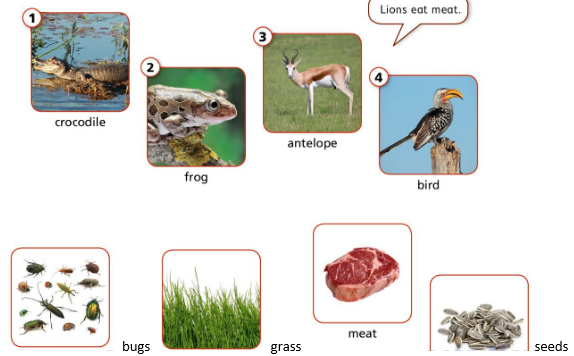 Lions eat meat.
1
crocodile
2
frog
3
antelope
4
bird
bugs
grass
meat
seeds